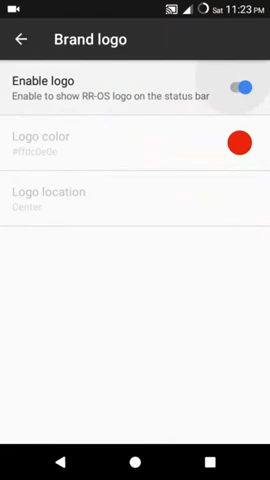 Sat 11:23 PM
Brand logo
Enable logo
Enable to show RR-OS logo on the status bar
Logo color
#ffdc0e0e
Logo location
Center